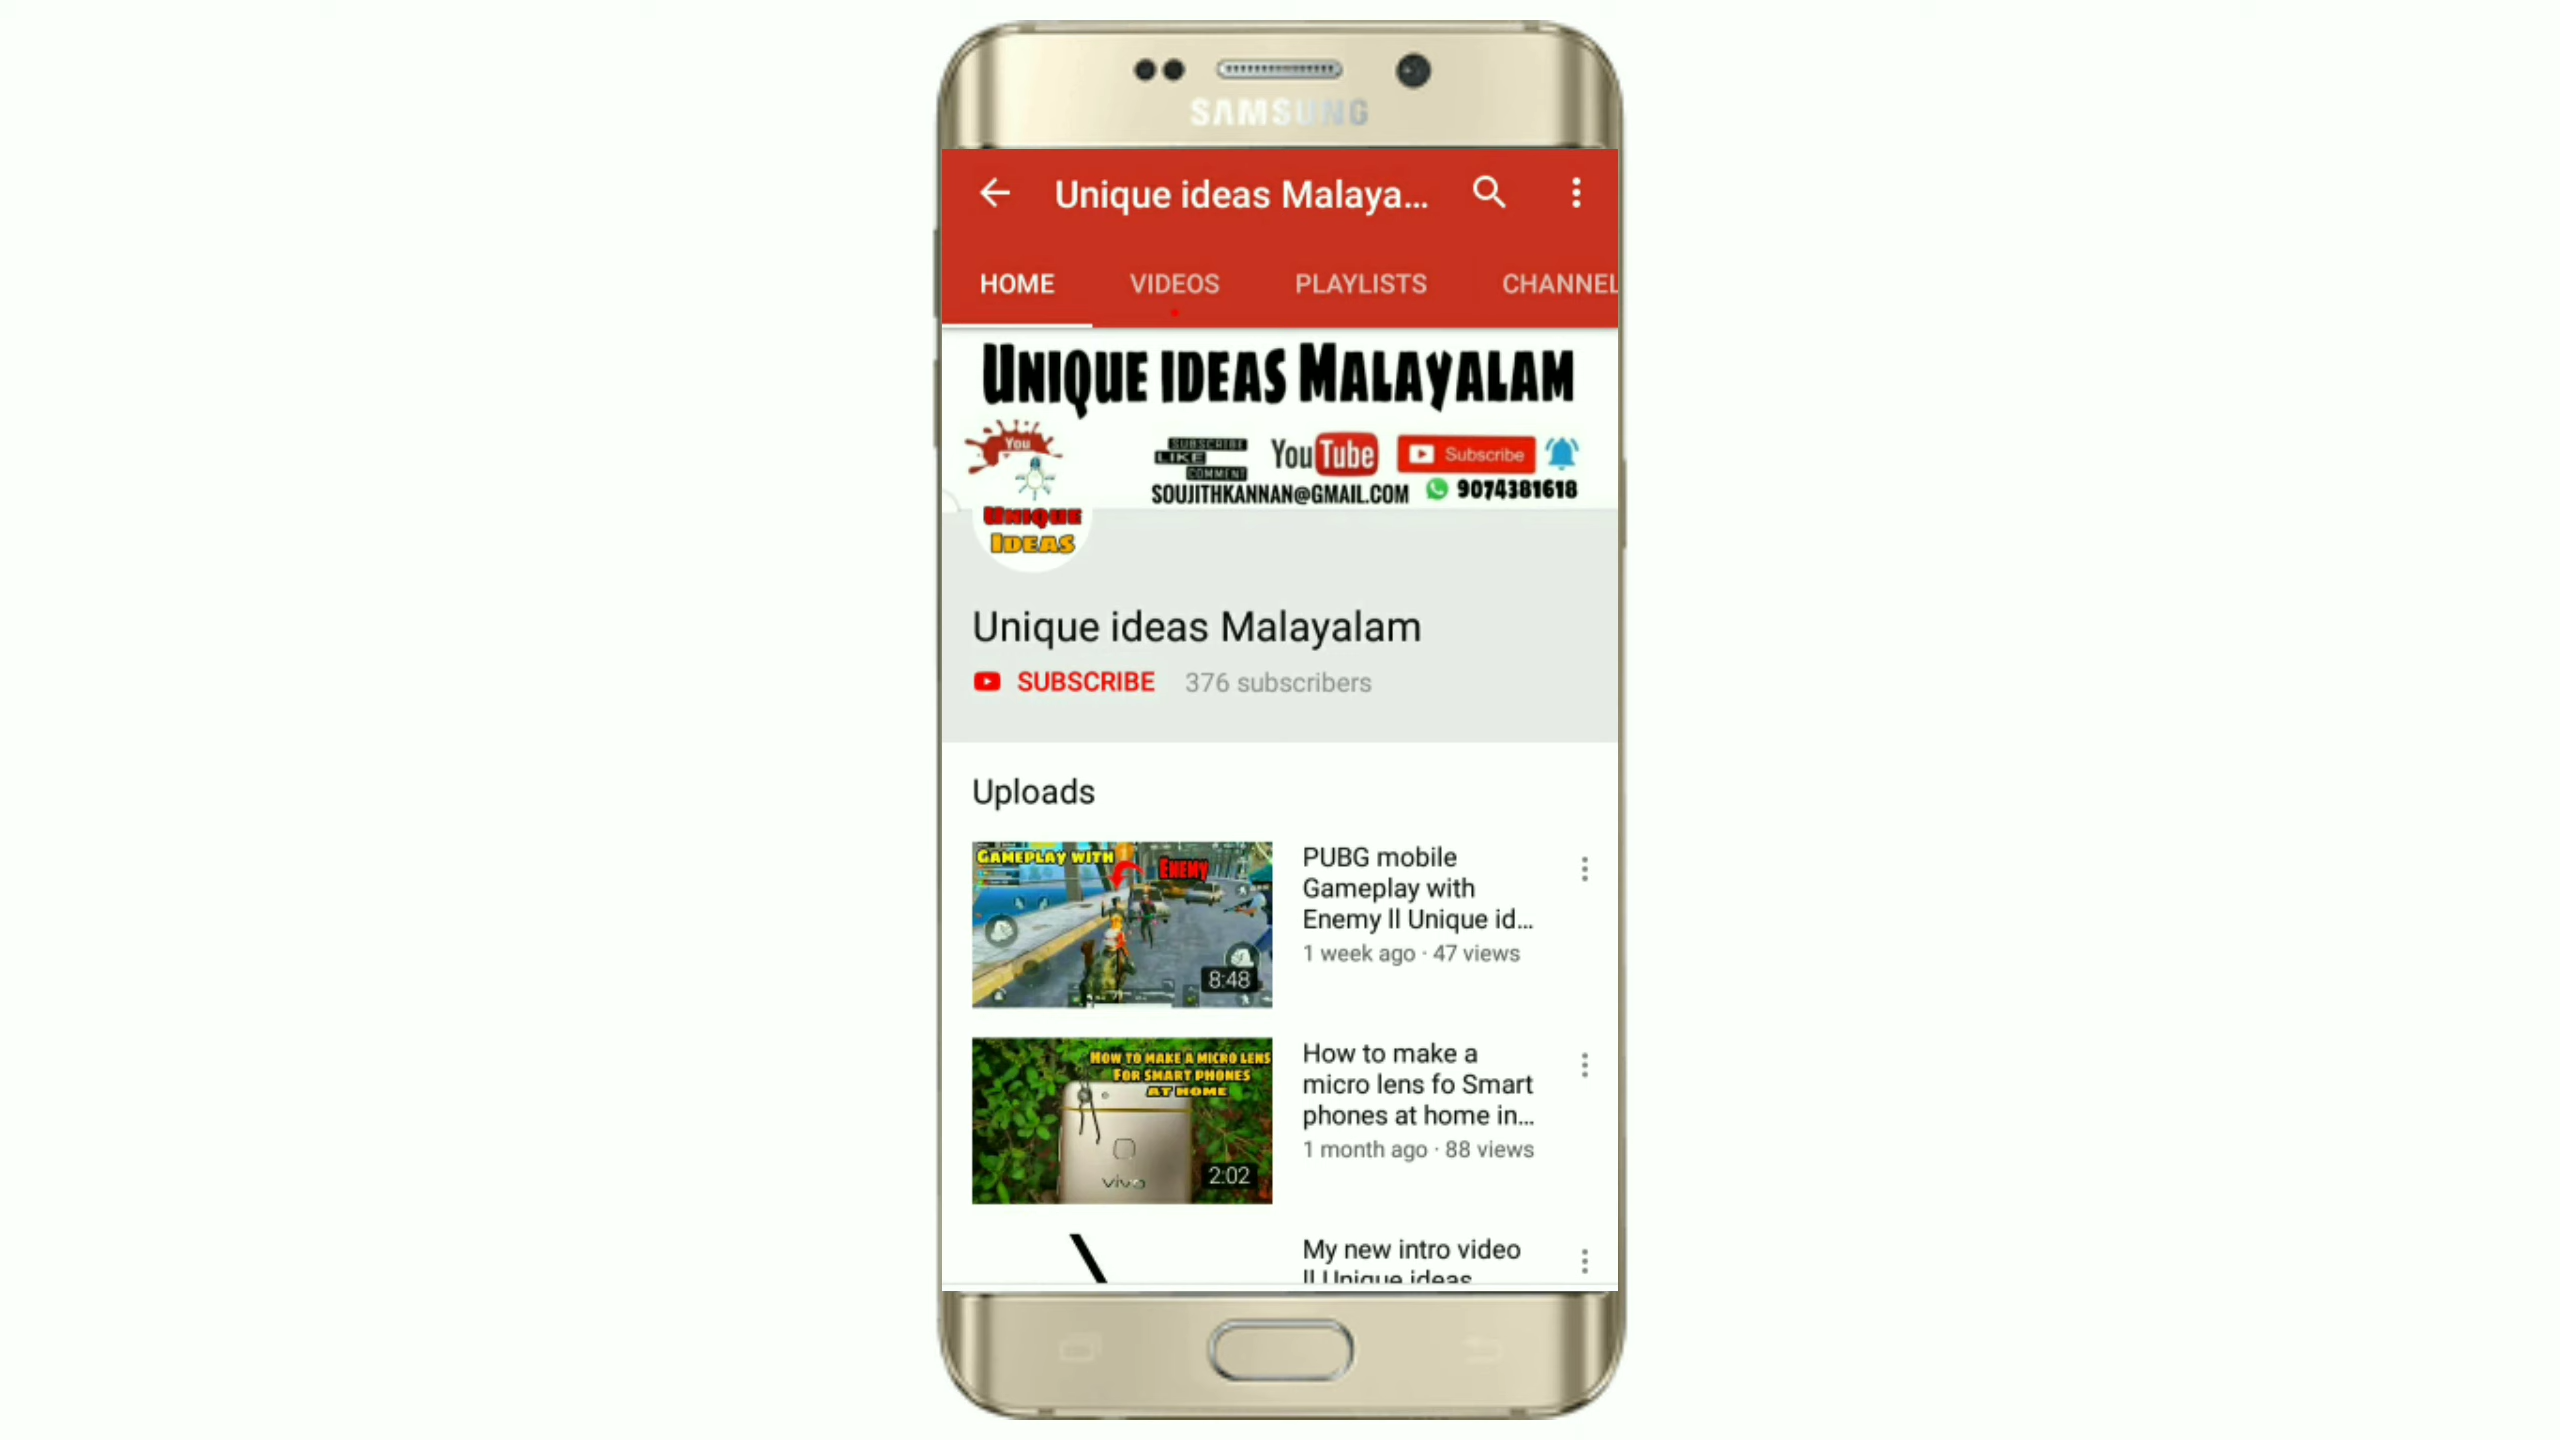 SAMSUNG
Unique ideas Malaya...
HOME VIDEOS PLAYLISTS CHANNEL
Unique ideas Malayalam
You
SUBSCRIBE
LIKE
COMMENT
YouTube
Subscribe
SOUJITHKANNAN@GMAIL.COM
9074381618
Unique
Ideas
Unique ideas Malayalam
SUBSCRIBE 376 subscribers
Uploads
Gameplay with
Enemy
8:48
PUBG mobile
Gameplay with
Enemy ll Unique id...
1 week ago · 47 views
How to make a micro lens
For smart phones
at home
vivo
2:02
How to make a
micro lens fo Smart
phones at home in...
1 month ago · 88 views
My new intro video
ll Unique ideas